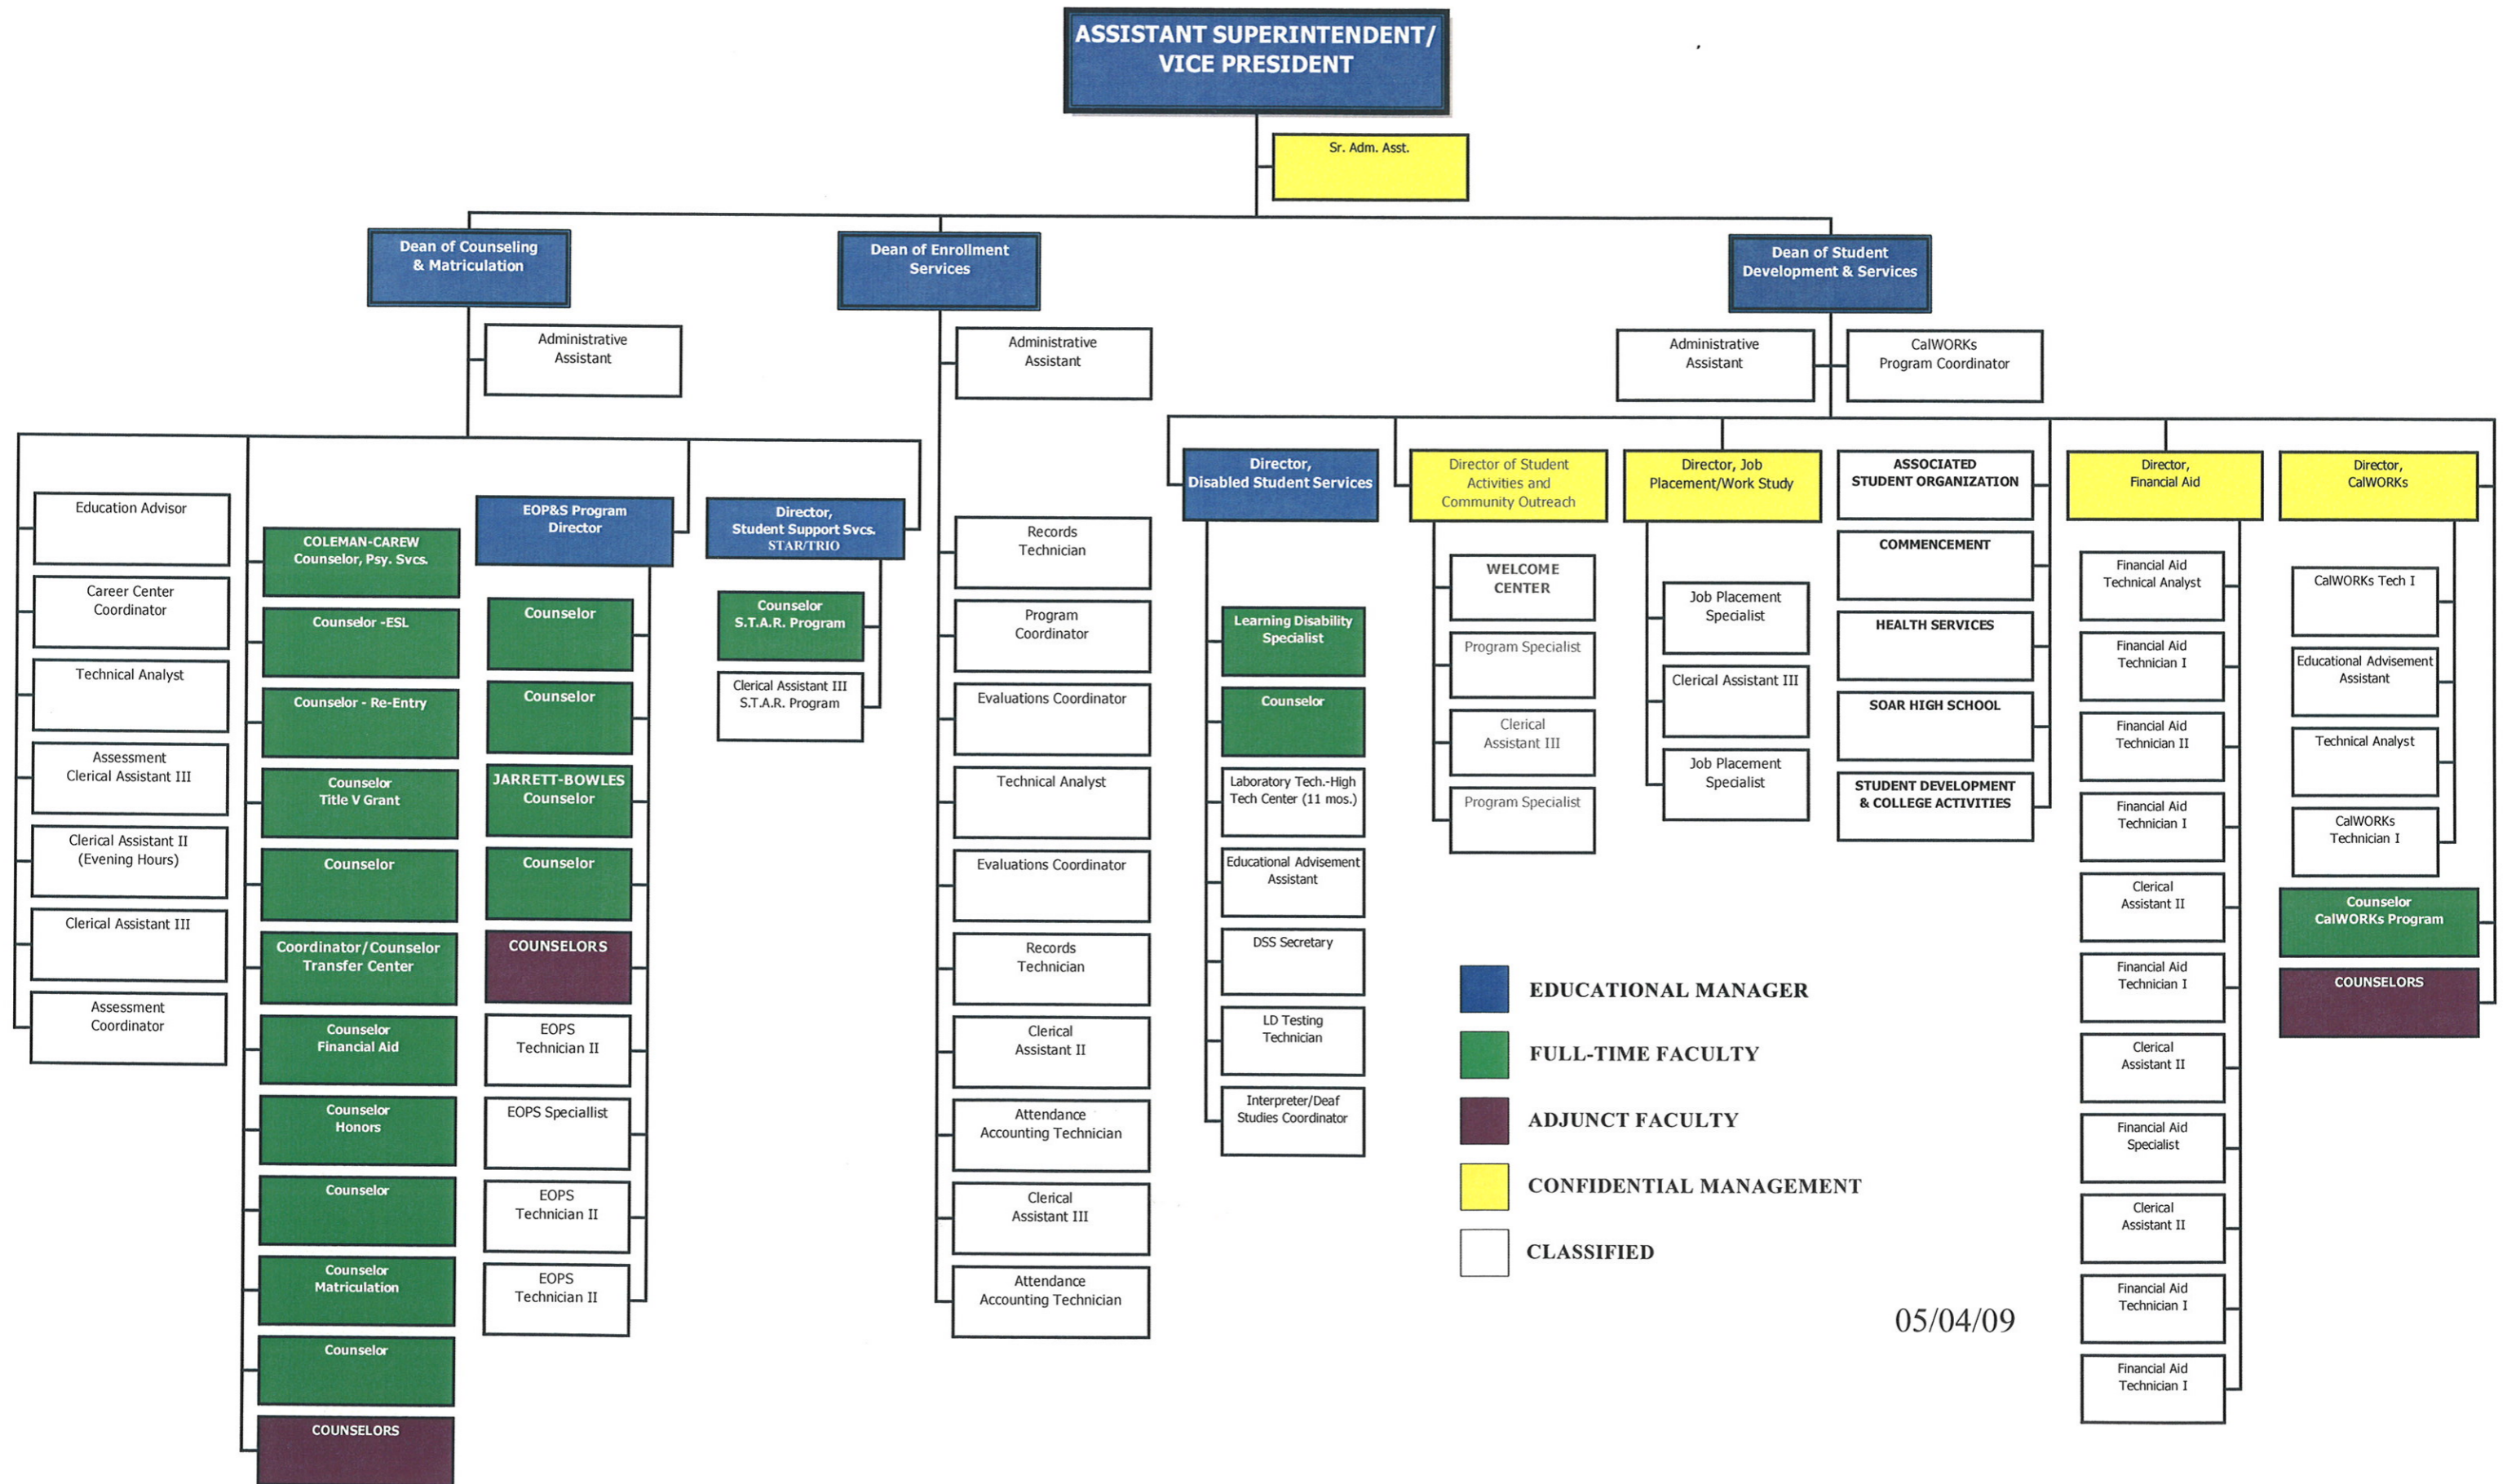 ASSISTANT SUPERINTENDENT/
VICE PRESIDENT
Sr. Adm. Asst.
Dean of Counseling
& Matriculation
Dean of Enrollment
Services
Dean of Student
Development & Services
Administrative
Assistant
Administrative
Assistant
Administrative
Assistant
CalWORKs
Program Coordinator
Education Advisor
Career Center
Coordinator
Technical Analyst
Assessment
Clerical Assistant III
Clerical Assistant II
(Evening Hours)
Clerical Assistant III
Assessment
Coordinator
COLEMAN-CAREW
Counselor, Psy. Svcs.
Counselor -ESL
Counselor - Re-Entry
Counselor
Title V Grant
Counselor
Coordinator/Counselor
Transfer Center
Counselor
Financial Aid
Counselor
Honors
Counselor
Counselor
Matriculation
Counselor
COUNSELORS
EOP&S Program
Director
Counselor
Counselor
JARRETT-BOWLES
Counselor
Counselor
COUNSELORS
EOPS
Technician II
EOPS Speciallist
EOPS
Technician II
EOPS
Technician II
Director,
Student Support Svcs.
STAR/TRIO
Counselor
S.T.A.R. Program
Clerical Assistant III
S.T.A.R. Program
Records
Technician
Program
Coordinator
Evaluations Coordinator
Technical Analyst
Evaluations Coordinator
Records
Technician
Clerical
Assistant II
Attendance
Accounting Technician
Clerical
Assistant III
Attendance
Accounting Technician
Director,
Disabled Student Services
Learning Disability
Specialist
Counselor
Laboratory Tech.-High
Tech Center (11 mos.)
Educational Advisement
Assistant
DSS Secretary
LD Testing
Technician
Interpreter/Deaf
Studies Coordinator
Director of Student
Activities and
Community Outreach
WELCOME
CENTER
Program Specialist
Clerical
Assistant III
Program Specialist
Director, Job
Placement/Work Study
Job Placement
Specialist
Clerical Assistant III
Job Placement
Specialist
ASSOCIATED
STUDENT ORGANIZATION
COMMENCEMENT
HEALTH SERVICES
SOAR HIGH SCHOOL
STUDENT DEVELOPMENT
& COLLEGE ACTIVITIES
Director,
Financial Aid
Financial Aid
Technical Analyst
Financial Aid
Technician I
Financial Aid
Technician II
Financial Aid
Technician I
Clerical
Assistant II
Financial Aid
Technician I
Clerical
Assistant II
Financial Aid
Specialist
Clerical
Assistant II
Financial Aid
Technician I
Financial Aid
Technician I
Director,
CalWORKs
CalWORKs Tech I
Educational Advisement
Assistant
Technical Analyst
CalWORKs
Technician I
Counselor
CalWORKs Program
COUNSELORS
EDUCATIONAL MANAGER
FULL-TIME FACULTY
ADJUNCT FACULTY
CONFIDENTIAL MANAGEMENT
CLASSIFIED
05/04/09